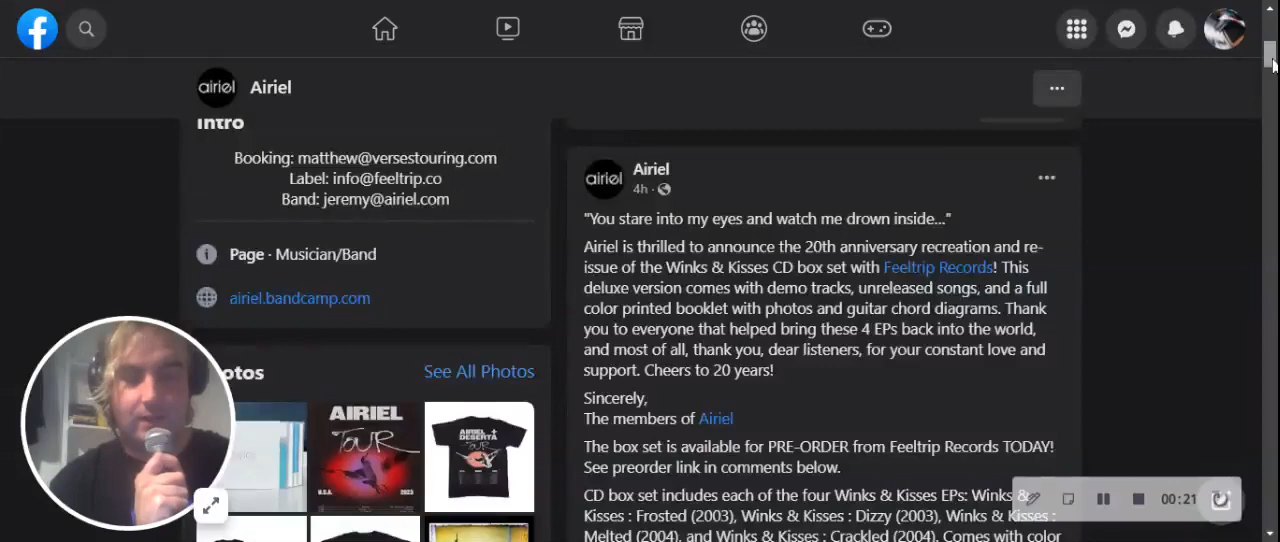 airiel
Airiel
...
Intro
Booking: matthew@versestouring.com
Label: info@feeltrip.co
Band: jeremy@airiel.com
Page · Musician/Band
airiel.bandcamp.com
otos
See All Photos
AIRIEL
TOUR
U.S.A.
2023
AIRIEL +
DESERTA
TOUR
airiel
Airiel
4h ·
...
"You stare into my eyes and watch me drown inside..."
Airiel is thrilled to announce the 20th anniversary recreation and re-
issue of the Winks & Kisses CD box set with Feeltrip Records! This
deluxe version comes with demo tracks, unreleased songs, and a full
color printed booklet with photos and guitar chord diagrams. Thank
you to everyone that helped bring these 4 EPs back into the world,
and most of all, thank you, dear listeners, for your constant love and
support. Cheers to 20 years!
Sincerely,
The members of Airiel
The box set is available for PRE-ORDER from Feeltrip Records TODAY!
See preorder link in comments below.
CD box set includes each of the four Winks & Kisses EPs: Winks &
Kisses : Frosted (2003), Winks & Kisses : Dizzy (2003), Winks & Kisses :
Melted (2004), and Winks & Kisses : Crackled (2004). Comes with color
00:21